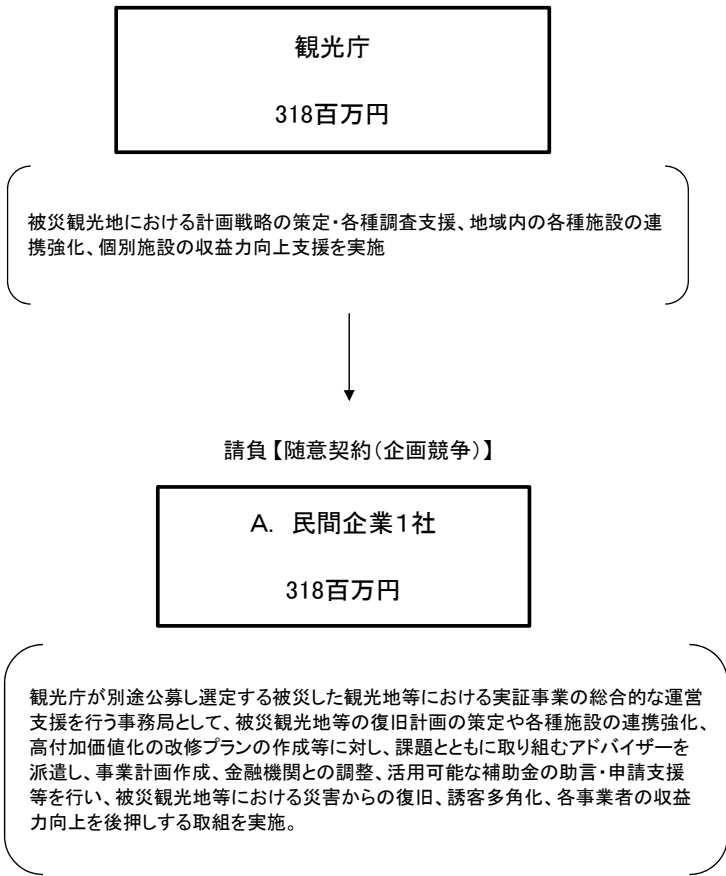 観光庁
318百万円
被災観光地における計画戦略の策定・各種調査支援、地域内の各種施設の連
携強化、個別施設の収益力向上支援を実施
請負【随意契約（企画競争）】
A. 民間企業１社
318百万円
観光庁が別途公募し選定する被災した観光地等における実証事業の総合的な運営
支援を行う事務局として、被災観光地等の復旧計画の策定や各種施設の連携強化、
高付加価値化の改修プランの作成等に対し、課題とともに取り組むアドバイザーを
派遣し、事業計画作成、金融機関との調整、活用可能な補助金の助言・申請支援
等を行い、被災観光地等における災害からの復旧、誘客多角化、各事業者の収益
力向上を後押しする取組を実施。